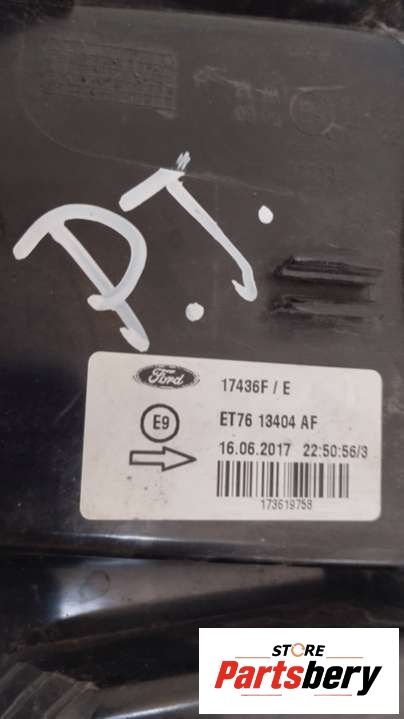 P.T.
Ford
17436F / E
E9
ET76 13404 AF
16.06.2017 22:50:56/3
173619758
STORE
Partsbery